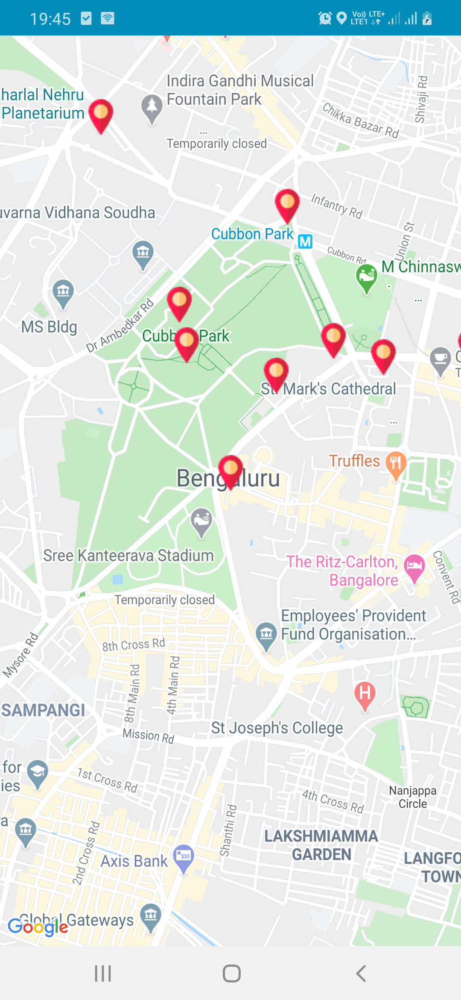 19:45
Vo)) LTE+
LTE1
Indira Gandhi Musical
Fountain Park
...
Temporarily closed
harlal Nehru
Planetarium
Shivaji Rd
Chikka Bazar Rd
Infantry Rd
uvarna Vidhana Soudha
Cubbon Park
M
Union St
Cubbon Rd
M Chinnasw
...
MS Bldg
Dr Ambedkar Rd
Cubb Park
St. Mark's Cathedral
C
T
...
Truffles
Bengaluru
Sree Kanteerava Stadium
The Ritz-Carlton,
Bangalore
Convent Rd
Temporarily closed
Employees' Provident
Fund Organisation...
8th Cross Rd
Mysore Rd
8th Main Rd
4th Main Rd
H
SAMPANGI
St Joseph's College
Mission Rd
for
ies
1st Cross Rd
4th Cross Rd
Nanjappa
Circle
ra
2nd Cross Rd
Shanthi Rd
LAKSHMIAMMA
GARDEN
Axis Bank
100
LANGFO
TOWN
Global Gateways
Google